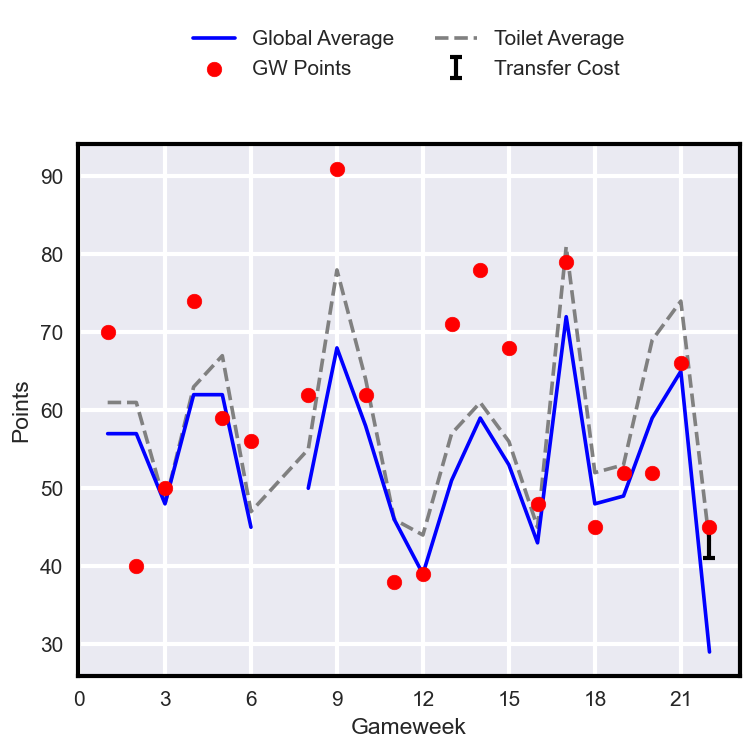 Global Average
Toilet Average
GW Points
Transfer Cost
90
80
70
60
50
40
30
Points
0 3 6 9 12 15 18 21
Gameweek